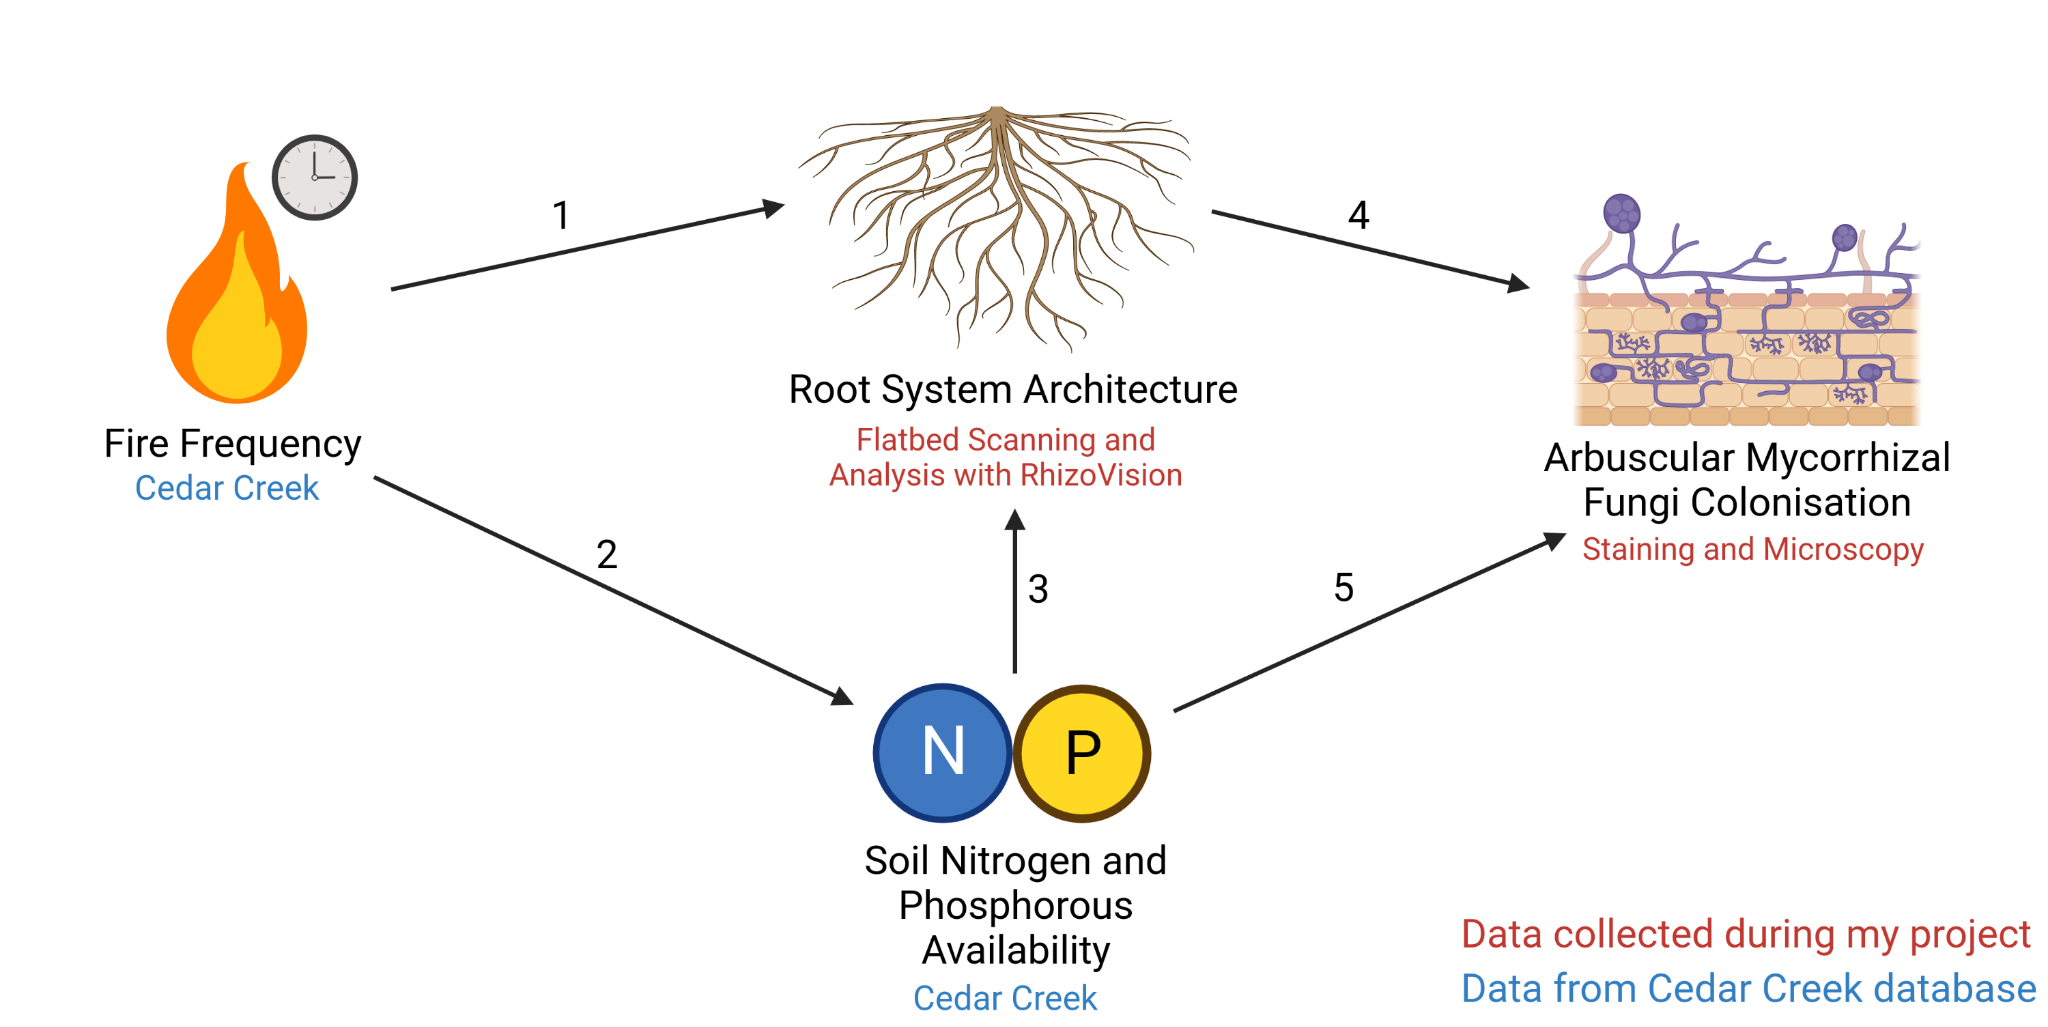 1
4
Root System Architecture
Flatbed Scanning and
Analysis with RhizoVision
Fire Frequency
Cedar Creek
Arbuscular Mycorrhizal
Fungi Colonisation
Staining and Microscopy
2
3
5
N
P
Soil Nitrogen and
Phosphorous
Availability
Cedar Creek
Data collected during my project
Data from Cedar Creek database